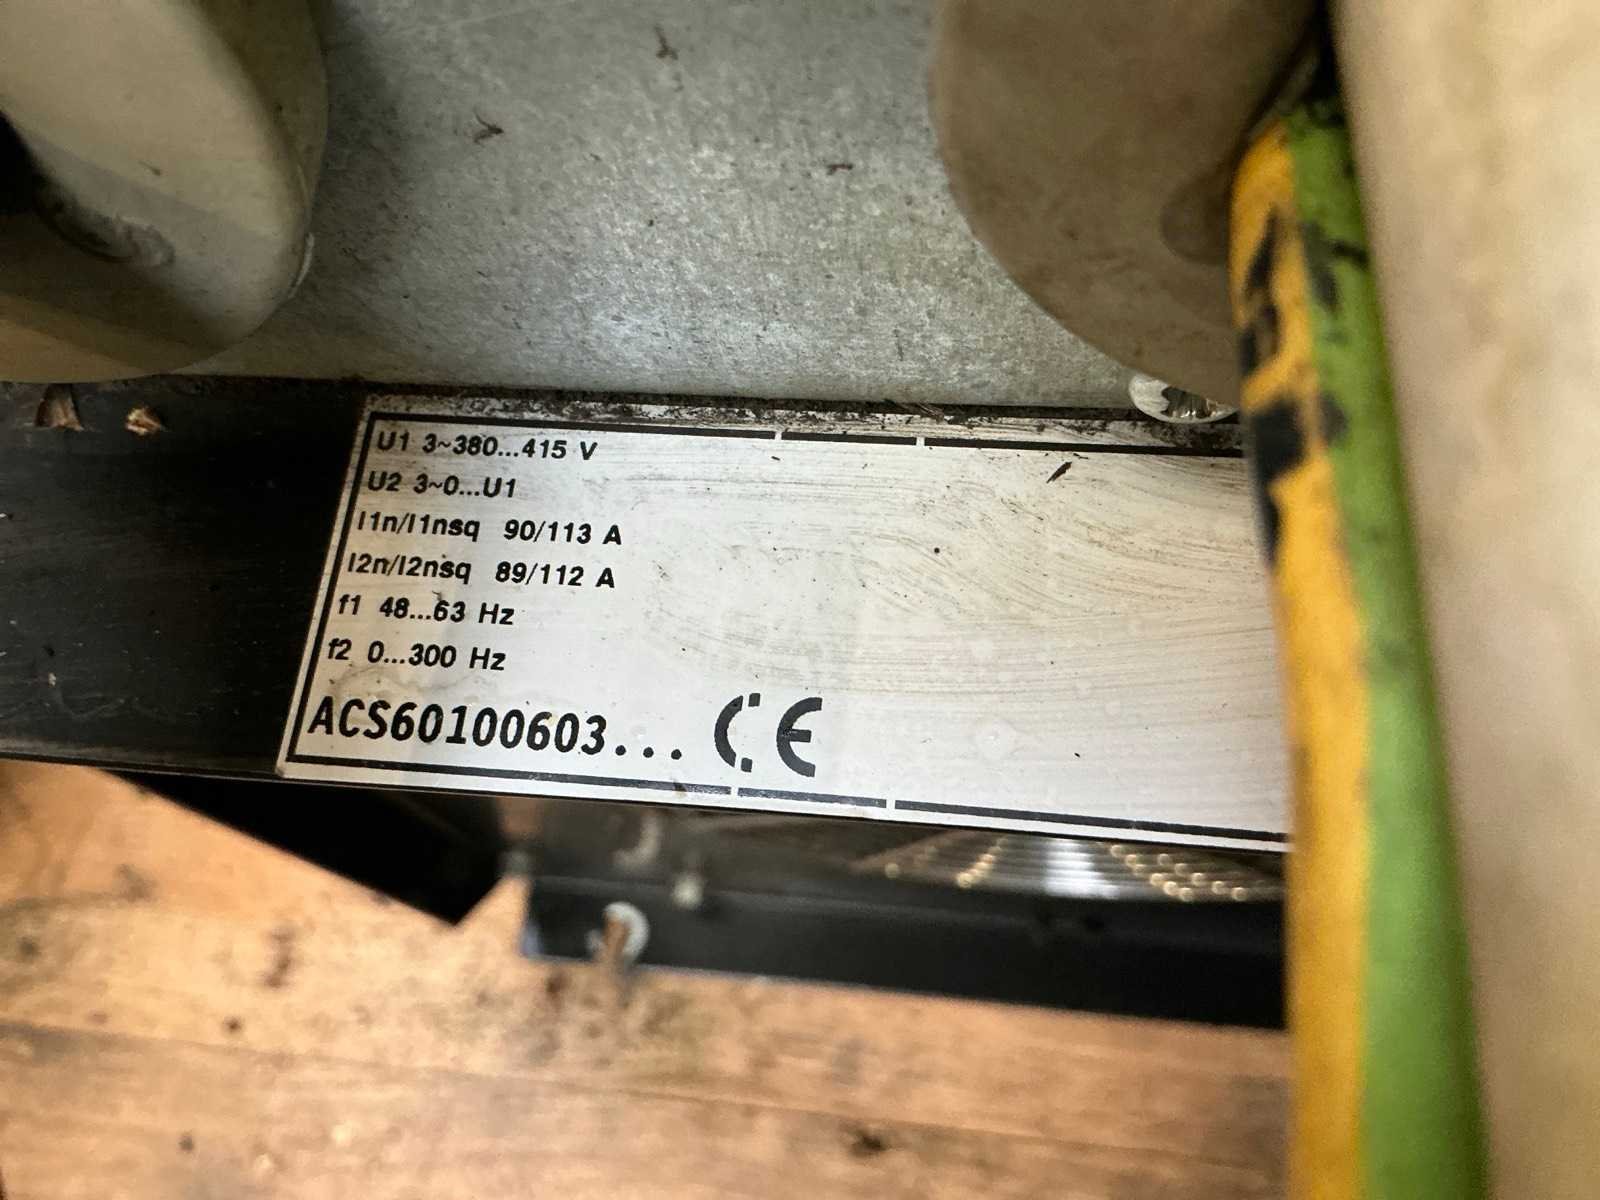 U1 3~380...415 V
U2 3~0...U1
I1n/I1nsq 90/113 A
I2n/I2nsq 89/112 A
f1 48...63 Hz
f2 0...300 Hz
ACS60100603... CE